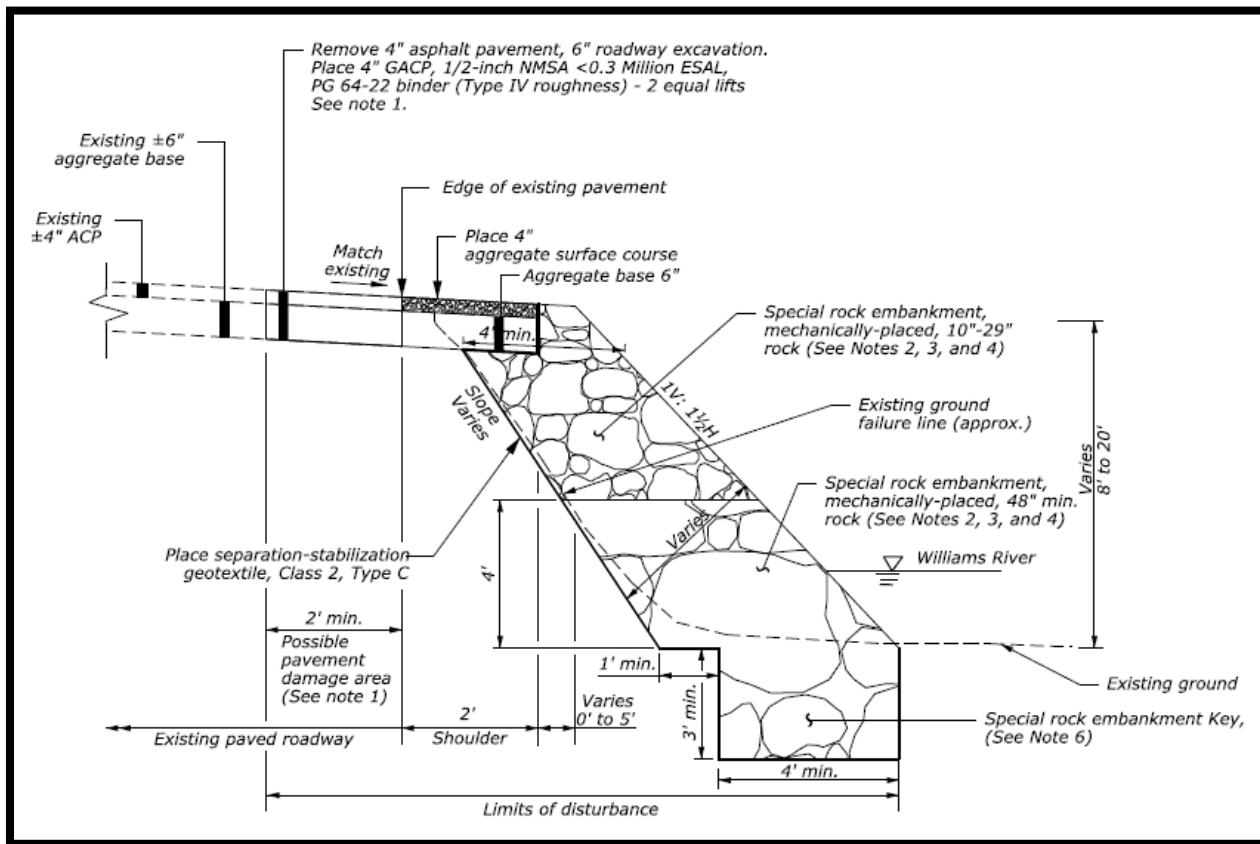 Remove 4" asphalt pavement, 6" roadway excavation.
Place 4" GACP, 1/2-inch NMSA <0.3 Million ESAL,
PG 64-22 binder (Type IV roughness) - 2 equal lifts
See note 1.
Existing ±6"
aggregate base
Edge of existing pavement
Existing
±4" ACP
Match
existing
Place 4"
aggregate surface course
Aggregate base 6"
4' min.
Special rock embankment,
mechanically-placed, 10"-29"
rock (See Notes 2, 3, and 4)
Slope
Varies
1V: 1½H
Existing ground
failure line (approx.)
Varies
8' to 20'
Special rock embankment,
mechanically-placed, 48" min.
rock (See Notes 2, 3, and 4)
Varies
Place separation-stabilization
geotextile, Class 2, Type C
4'
Williams River
2' min.
Possible
pavement
damage area
(See note 1)
1' min.
Varies
0' to 5'
3' min.
Existing ground
2'
Shoulder
Existing paved roadway
Special rock embankment Key,
(See Note 6)
4' min.
Limits of disturbance